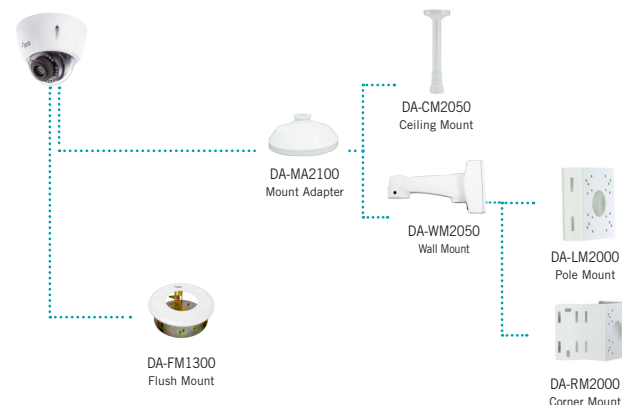 DA-CM2050
Ceiling Mount
DA-MA2100
Mount Adapter
DA-WM2050
Wall Mount
DA-LM2000
Pole Mount
DA-FM1300
Flush Mount
DA-RM2000
Corner Mount